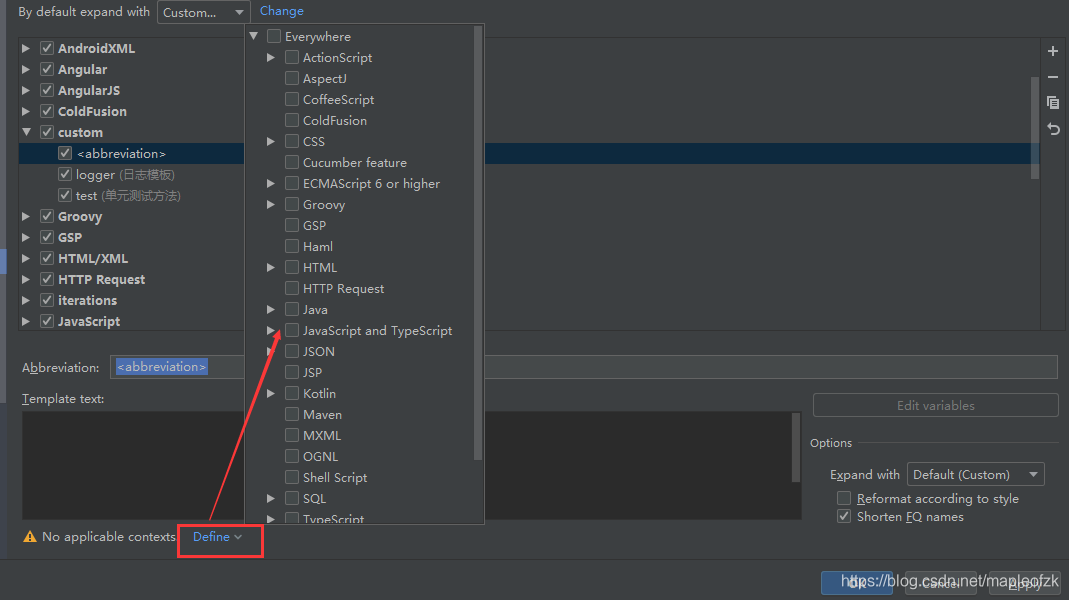 By default expand with Custom... Change
AndroidXML
Angular
AngularJS
ColdFusion
custom
<abbreviation>
logger (日志模板)
test (单元测试方法)
Groovy
GSP
HTML/XML
HTTP Request
iterations
JavaScript
Everywhere
ActionScript
AspectJ
CoffeeScript
ColdFusion
CSS
Cucumber feature
ECMAScript 6 or higher
Groovy
GSP
Haml
HTML
HTTP Request
Java
JavaScript and TypeScript
JSON
JSP
Kotlin
Maven
MXML
OGNL
Shell Script
SQL
TypeScript
Abbreviation: <abbreviation>
Template text:
Edit variables
Options
Expand with Default (Custom)
Reformat according to style
Shorten FQ names
No applicable contexts Define
OK Cancel Apply
https://blog.csdn.net/mapleofzk